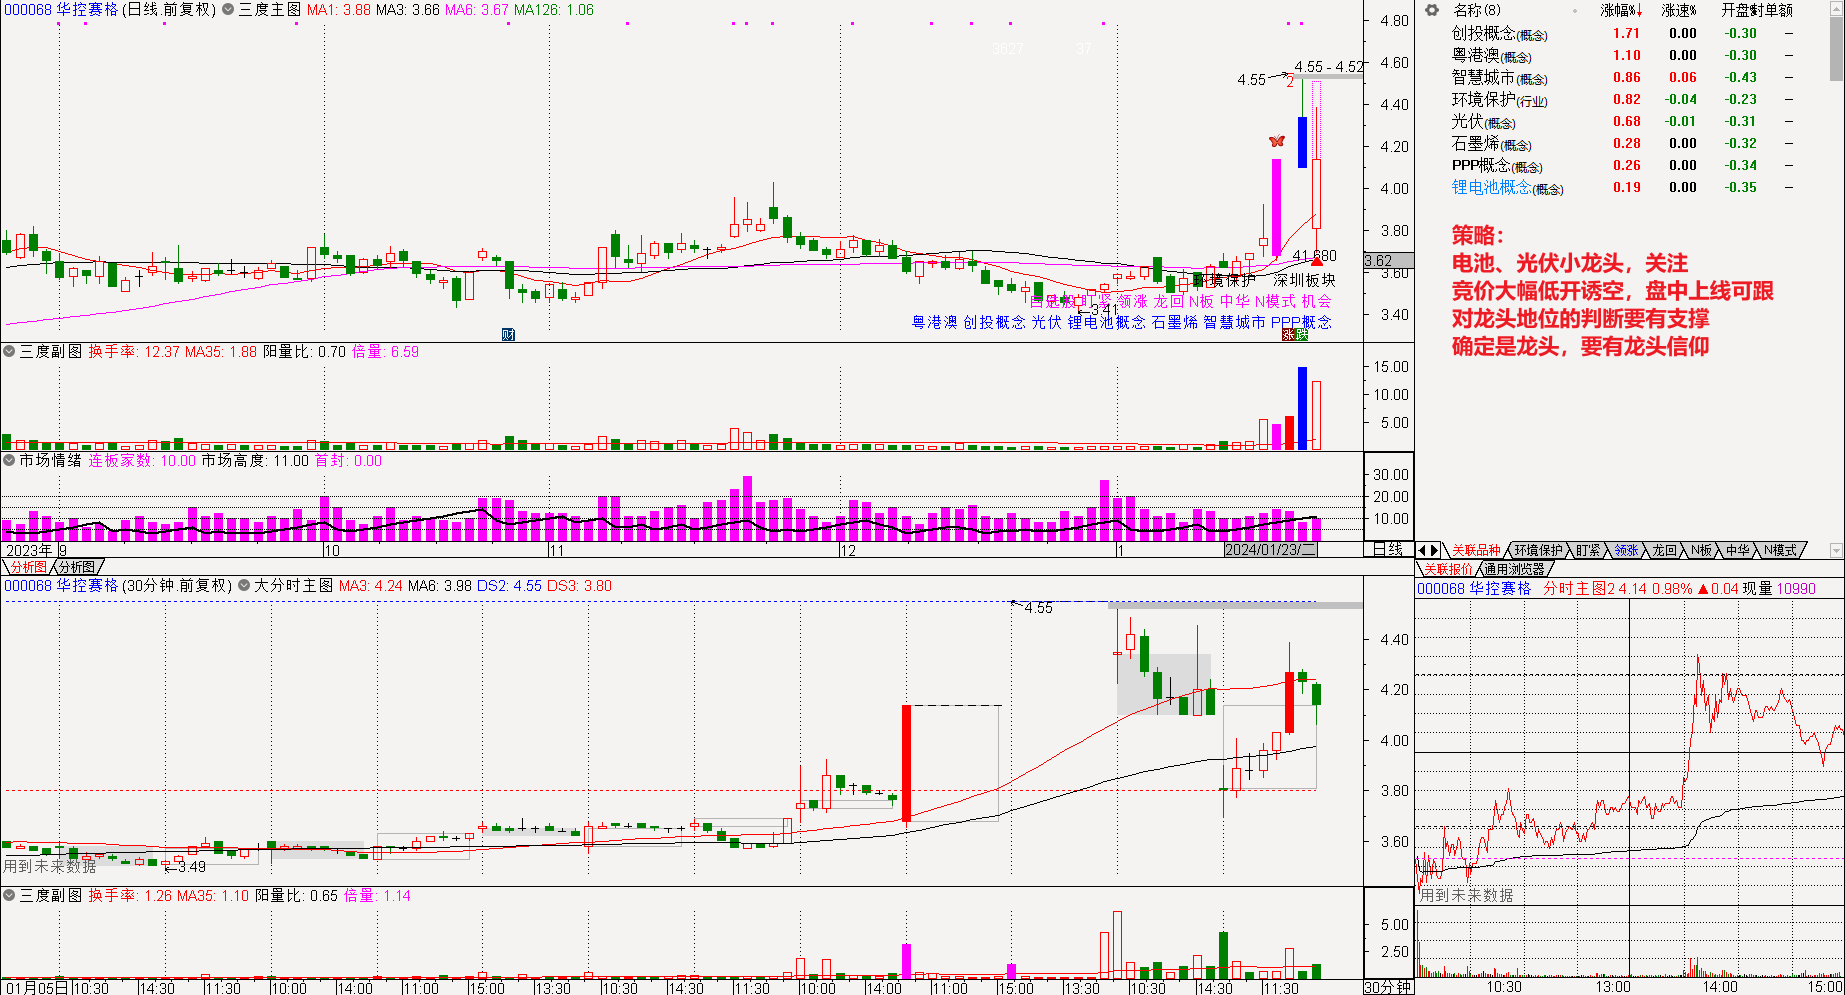 000068 华控赛格 (日线.前复权) 三度主图 MA1: 3.88 MA3: 3.66 MA6: 3.67 MA126: 1.06
3627 37
4.80
4.60
4.40
4.20
4.00
3.80
3.62
3.60
3.40
4.55
4.55 - 4.52
2
3.41
环境保护 深圳板块
领涨 龙回 N板 中华 N模式 机会
粤港澳 创投概念 光伏 锂电池概念 石墨烯 智慧城市 PPP概念
财
涨 跌
三度副图 换手率: 12.37 MA35: 1.88 阳量比: 0.70 倍量: 6.59
15.00
10.00
5.00
市场情绪 连板家数: 10.00 市场高度: 11.00 首封: 0.00
30.00
20.00
10.00
2023年 9 10 11 12 1 2024/01/23/二 日线
分析图 分析图
000068 华控赛格 (30分钟.前复权) 大分时主图 MA3: 4.24 MA6: 3.98 DS2: 4.55 DS3: 3.80
4.55
4.40
4.20
4.00
3.80
3.60
3.49
用到未来数据
三度副图 换手率: 1.26 MA35: 1.10 阳量比: 0.65 倍量: 1.14
5.00
2.50
01月05日 10:30 14:30 11:30 10:00 14:00 11:00 15:00 13:30 10:30 14:30 11:30 10:00 14:00 11:00 15:00 13:30 10:30 14:30 11:30 30分钟
名称(8) 涨幅%↓ 涨速%
创投概念(概念) 1.71 0.00 -0.30 —
粤港澳(概念) 1.10 0.00 -0.30 —
智慧城市(概念) 0.86 0.06 -0.43 —
环境保护(行业) 0.82 -0.04 -0.23 —
光伏(概念) 0.68 -0.01 -0.31 —
石墨烯(概念) 0.28 0.00 -0.32 —
PPP概念(概念) 0.26 0.00 -0.34 —
锂电池概念(概念) 0.19 0.00 -0.35 —
策略：
电池、光伏小龙头，关注
竞价大幅低开诱空，盘中上线可跟
对龙头地位的判断要有支撑
确定是龙头，要有龙头信仰
关联品种 环境保护 盯紧 领涨 龙回 N板 中华 N模式
关联报价 通用浏览器
000068 华控赛格 分时主图2 4.14 0.98% ▲0.04 现量 10990
用到未来数据
10:30 13:00 14:00 15:00